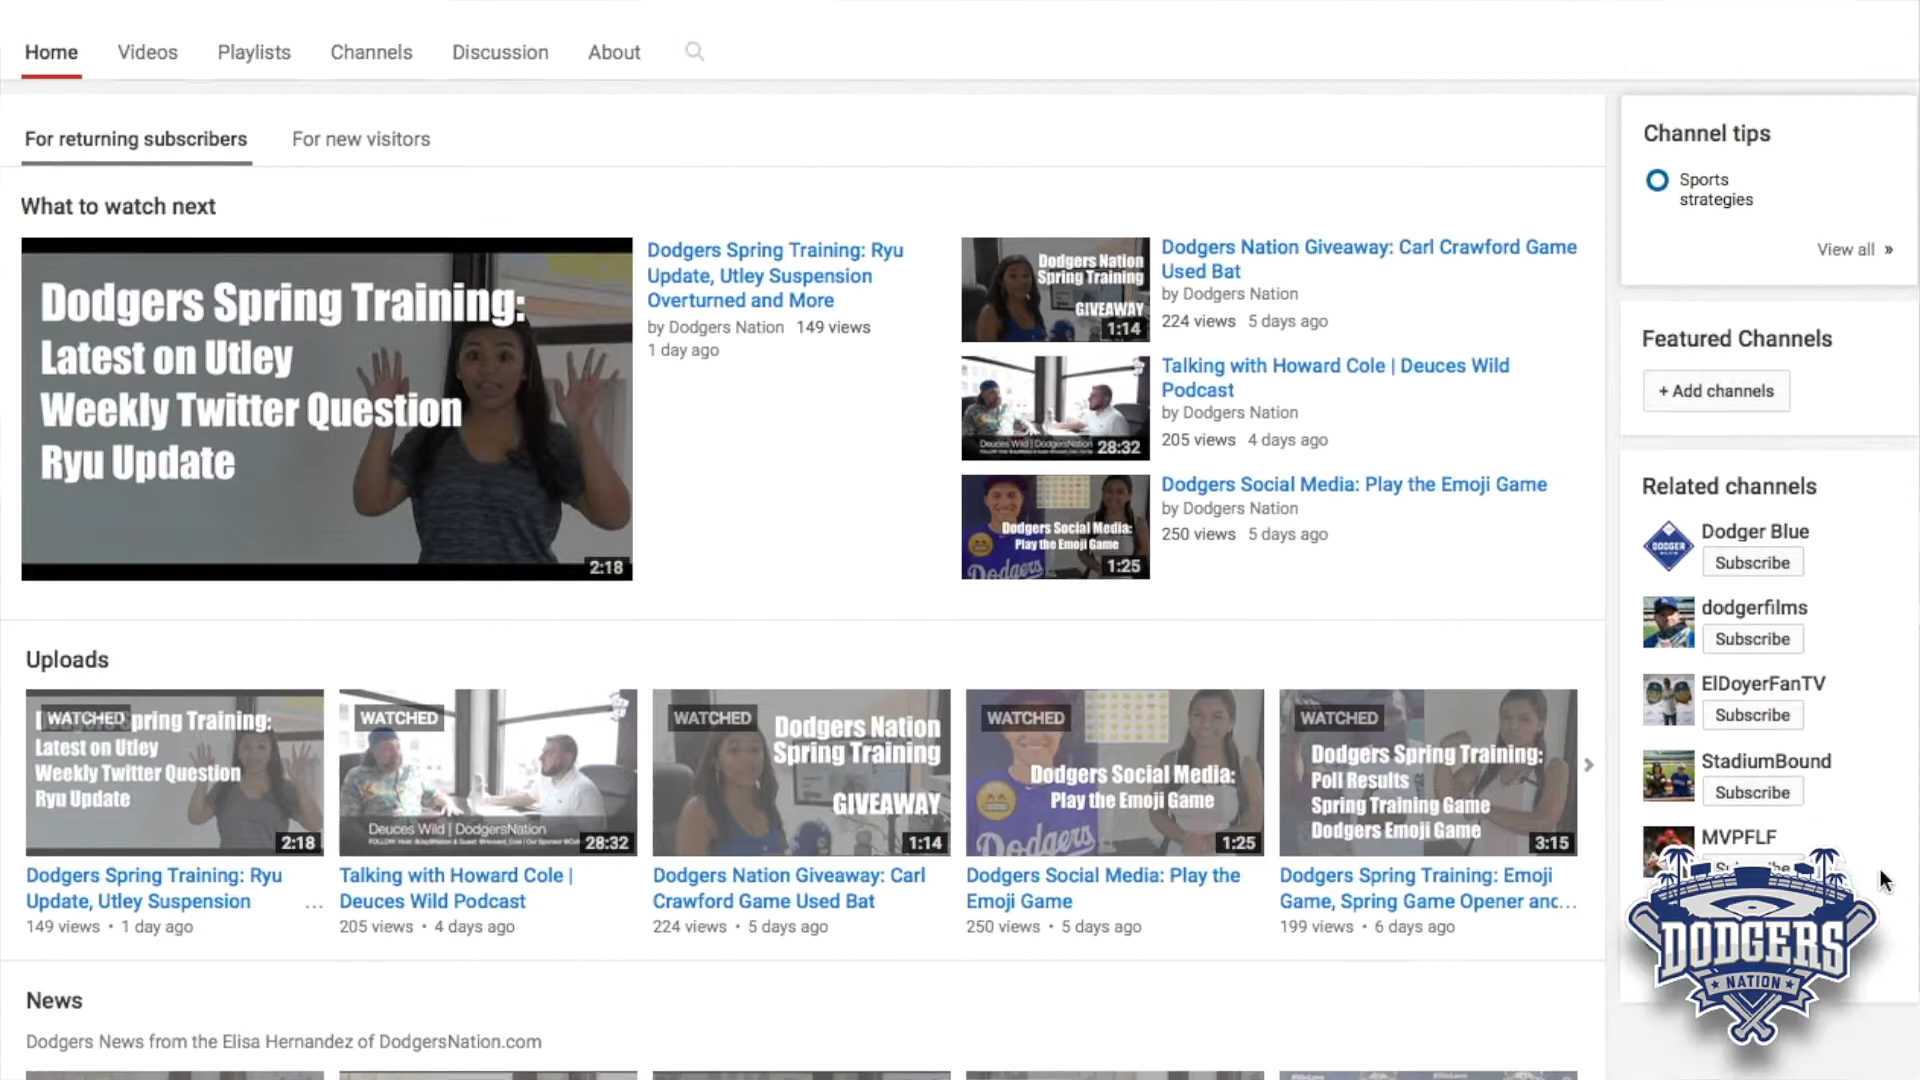 Home Videos Playlists Channels Discussion About
For returning subscribers For new visitors
What to watch next
Dodgers Spring Training:
Latest on Utley
Weekly Twitter Question
Ryu Update
2:18
Dodgers Spring Training: Ryu
Update, Utley Suspension
Overturned and More
by Dodgers Nation 149 views
1 day ago
Dodgers Nation
Spring Training
GIVEAWAY
1:14
Dodgers Nation Giveaway: Carl Crawford Game
Used Bat
by Dodgers Nation
224 views 5 days ago
Deuces Wild | DodgersNation
28:32
Talking with Howard Cole | Deuces Wild
Podcast
by Dodgers Nation
205 views 4 days ago
Dodgers Social Media:
Play the Emoji Game
Dodgers
1:25
Dodgers Social Media: Play the Emoji Game
by Dodgers Nation
250 views 5 days ago
Uploads
WATCHED
pring Training:
Latest on Utley
Weekly Twitter Question
Ryu Update
2:18
Dodgers Spring Training: Ryu
Update, Utley Suspension ...
149 views • 1 day ago
WATCHED
Deuces Wild | DodgersNation
28:32
Talking with Howard Cole |
Deuces Wild Podcast
205 views • 4 days ago
WATCHED
Dodgers Nation
Spring Training
GIVEAWAY
1:14
Dodgers Nation Giveaway: Carl
Crawford Game Used Bat
224 views • 5 days ago
WATCHED
Dodgers Social Media:
Play the Emoji Game
Dodgers
1:25
Dodgers Social Media: Play the
Emoji Game
250 views • 5 days ago
WATCHED
Dodgers Spring Training:
Poll Results
Spring Training Game
Dodgers Emoji Game
3:15
Dodgers Spring Training: Emoji
Game, Spring Game Opener and...
199 views • 6 days ago
News
Dodgers News from the Elisa Hernandez of DodgersNation.com
Channel tips
Sports
strategies
View all »
Featured Channels
+ Add channels
Related channels
DODGER
Dodger Blue
Subscribe
dodgerfilms
Subscribe
ElDoyerFanTV
Subscribe
StadiumBound
Subscribe
MVPFLF
DODGERS
NATION